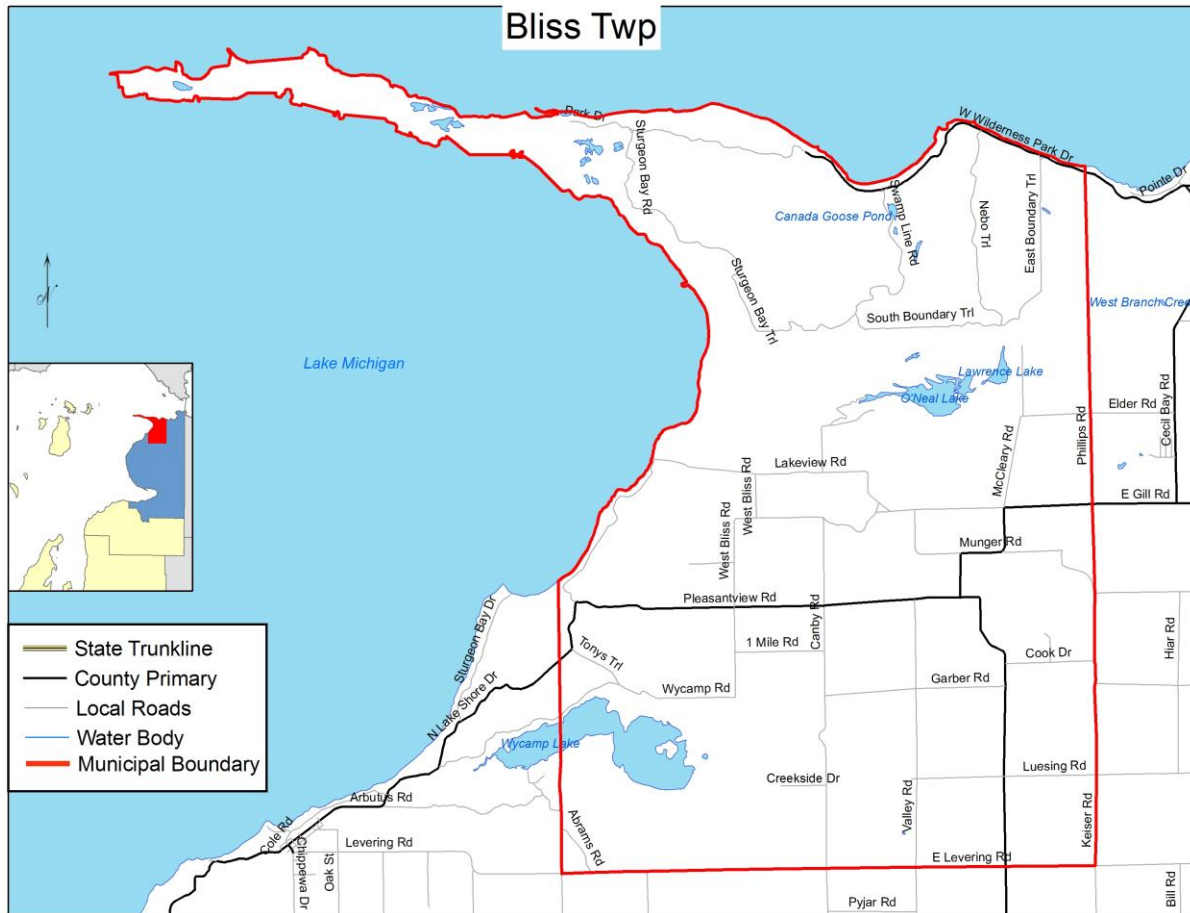 Bliss Twp
Park Dr
W Wilderness Park Dr
Pointe Dr
Sturgeon Bay Rd
Canada Goose Pond
Swamp Line Rd
Nebo Trl
East Boundary Trl
N
Sturgeon Bay Trl
South Boundary Trl
West Branch Cree
Lake Michigan
Lawrence Lake
O'Neal Lake
Elder Rd
Cecil Bay Rd
Phillips Rd
McCleary Rd
Lakeview Rd
West Bliss Rd
E Gill Rd
West Bliss Rd
Munger Rd
Pleasantview Rd
Canby Rd
Sturgeon Bay Dr
Tonys Trl
1 Mile Rd
Cook Dr
Hiar Rd
State Trunkline
County Primary
Local Roads
Water Body
Municipal Boundary
N Lake Shore Dr
Wycamp Rd
Garber Rd
Wycamp Lake
Creekside Dr
Luesing Rd
Valley Rd
Keiser Rd
Arbutus Rd
Cole Rd
Chippewa Dr
Oak St
Levering Rd
Abrams Rd
E Levering Rd
Pyjar Rd
Bill Rd